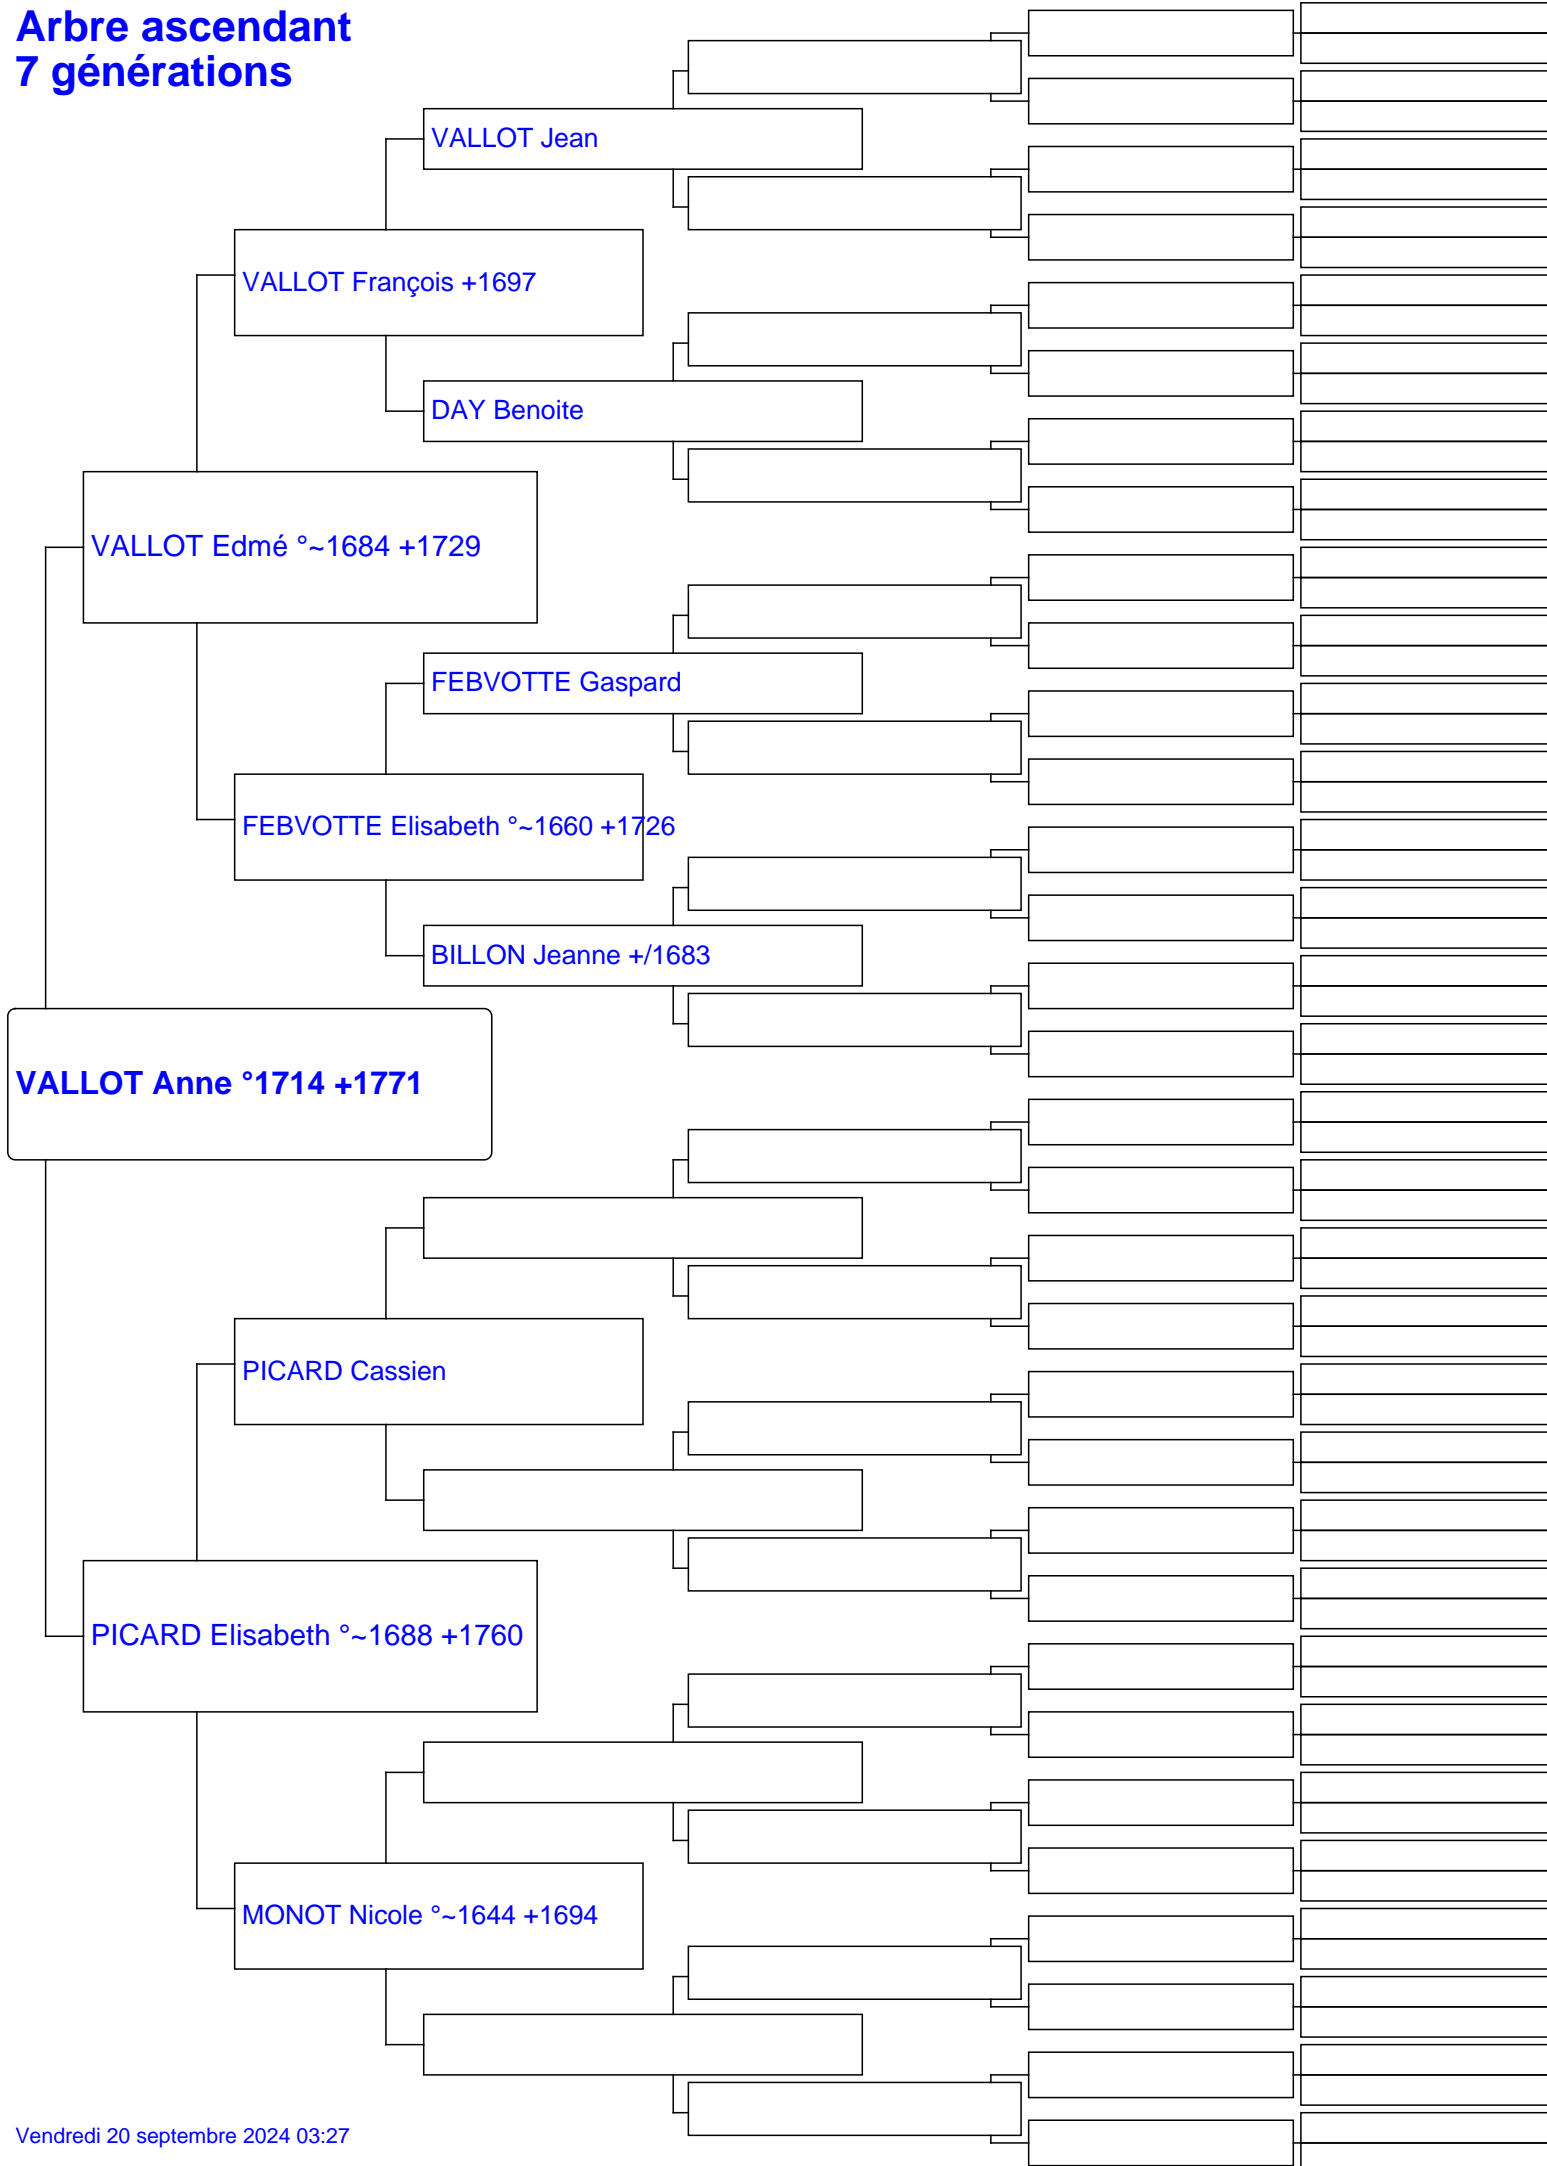 Arbre ascendant
7 générations
VALLOT Jean
VALLOT François +1697
DAY Benoite
VALLOT Edmé °~1684 +1729
FEBVOTTE Gaspard
FEBVOTTE Elisabeth °~1660 +1726
BILLON Jeanne +/1683
VALLOT Anne °1714 +1771
PICARD Cassien
PICARD Elisabeth °~1688 +1760
MONOT Nicole °~1644 +1694
Vendredi 20 septembre 2024 03:27